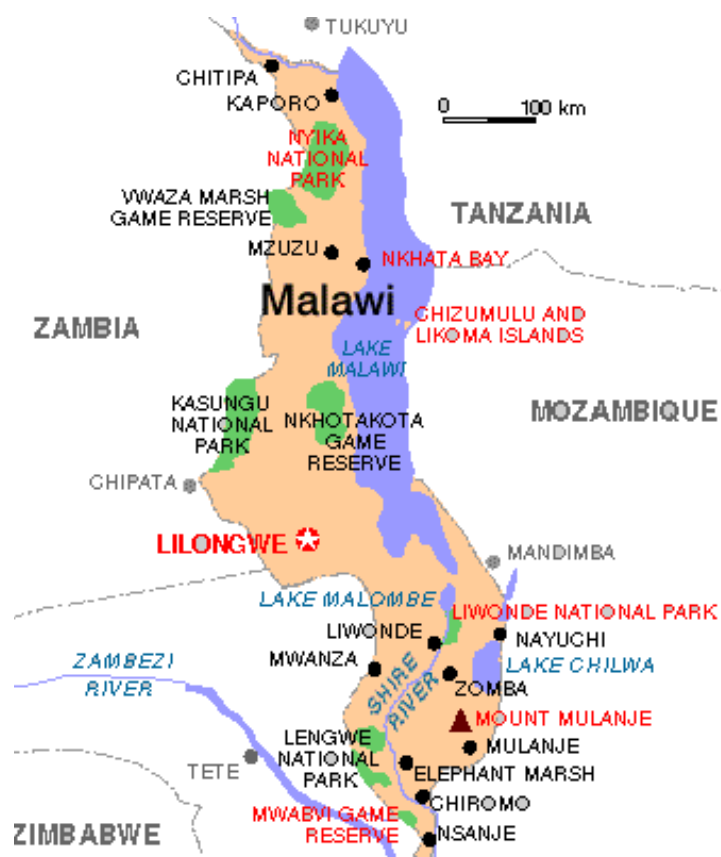 TUKUYU
CHITIPA
KAPORO
0 100 km
NYIKA
NATIONAL
PARK
VWAZA MARSH
GAME RESERVE
TANZANIA
MZUZU
NKHATA BAY
Malawi
CHIZUMULU AND
LIKOMA ISLANDS
ZAMBIA
LAKE
MALAWI
KASUNGU
NATIONAL
PARK
NKHOTAKOTA
GAME
RESERVE
MOZAMBIQUE
CHIPATA
LILONGWE
MANDIMBA
LAKE MALOMBE
LIWONDE NATIONAL PARK
LIWONDE
NAYUCHI
MWANZA
LAKE CHILWA
ZAMBEZI
RIVER
SHIRE
RIVER
ZOMBA
MOUNT MULANJE
LENGWE
NATIONAL
PARK
MULANJE
TETE
ELEPHANT MARSH
CHIROMO
MWABVI GAME
RESERVE
NSANJE
ZIMBABWE